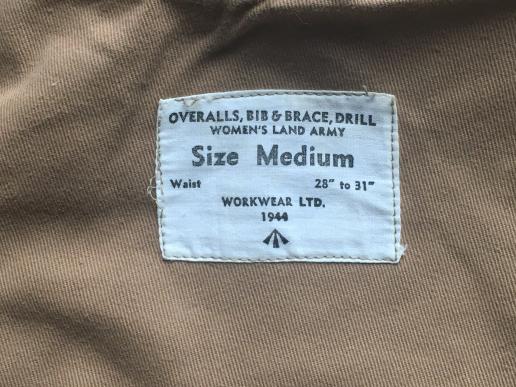 OVERALLS, BIB & BRACE, DRILL
WOMEN'S LAND ARMY
Size Medium
Waist 28" to 31"
WORKWEAR LTD.
1944